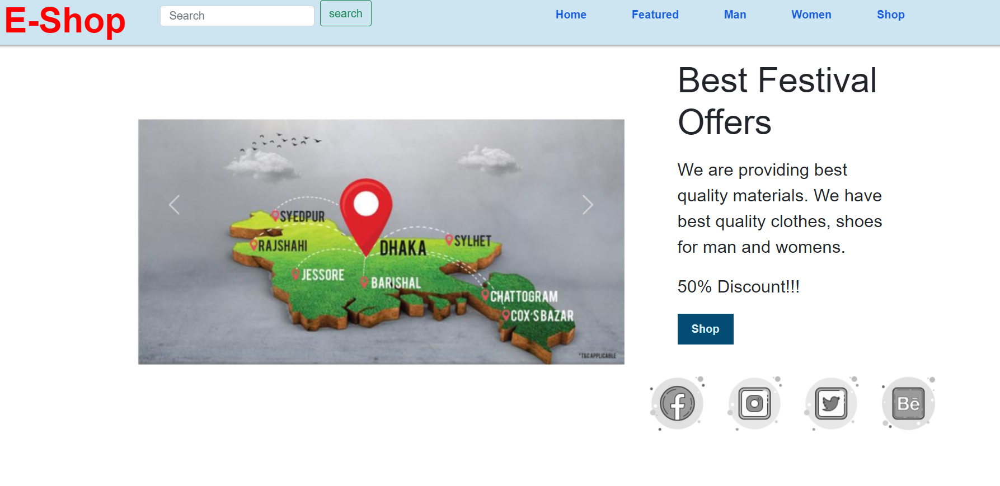 E-Shop
Search
search
Home
Featured
Man
Women
Shop
Best Festival
Offers
We are providing best
quality materials. We have
best quality clothes, shoes
for man and womens.
50% Discount!!!
Shop
SYEDPUR
RAJSHAHI
DHAKA
SYLHET
JESSORE
BARISHAL
CHATTOGRAM
COX'S BAZAR
*T&C APPLICABLE
f
Bē